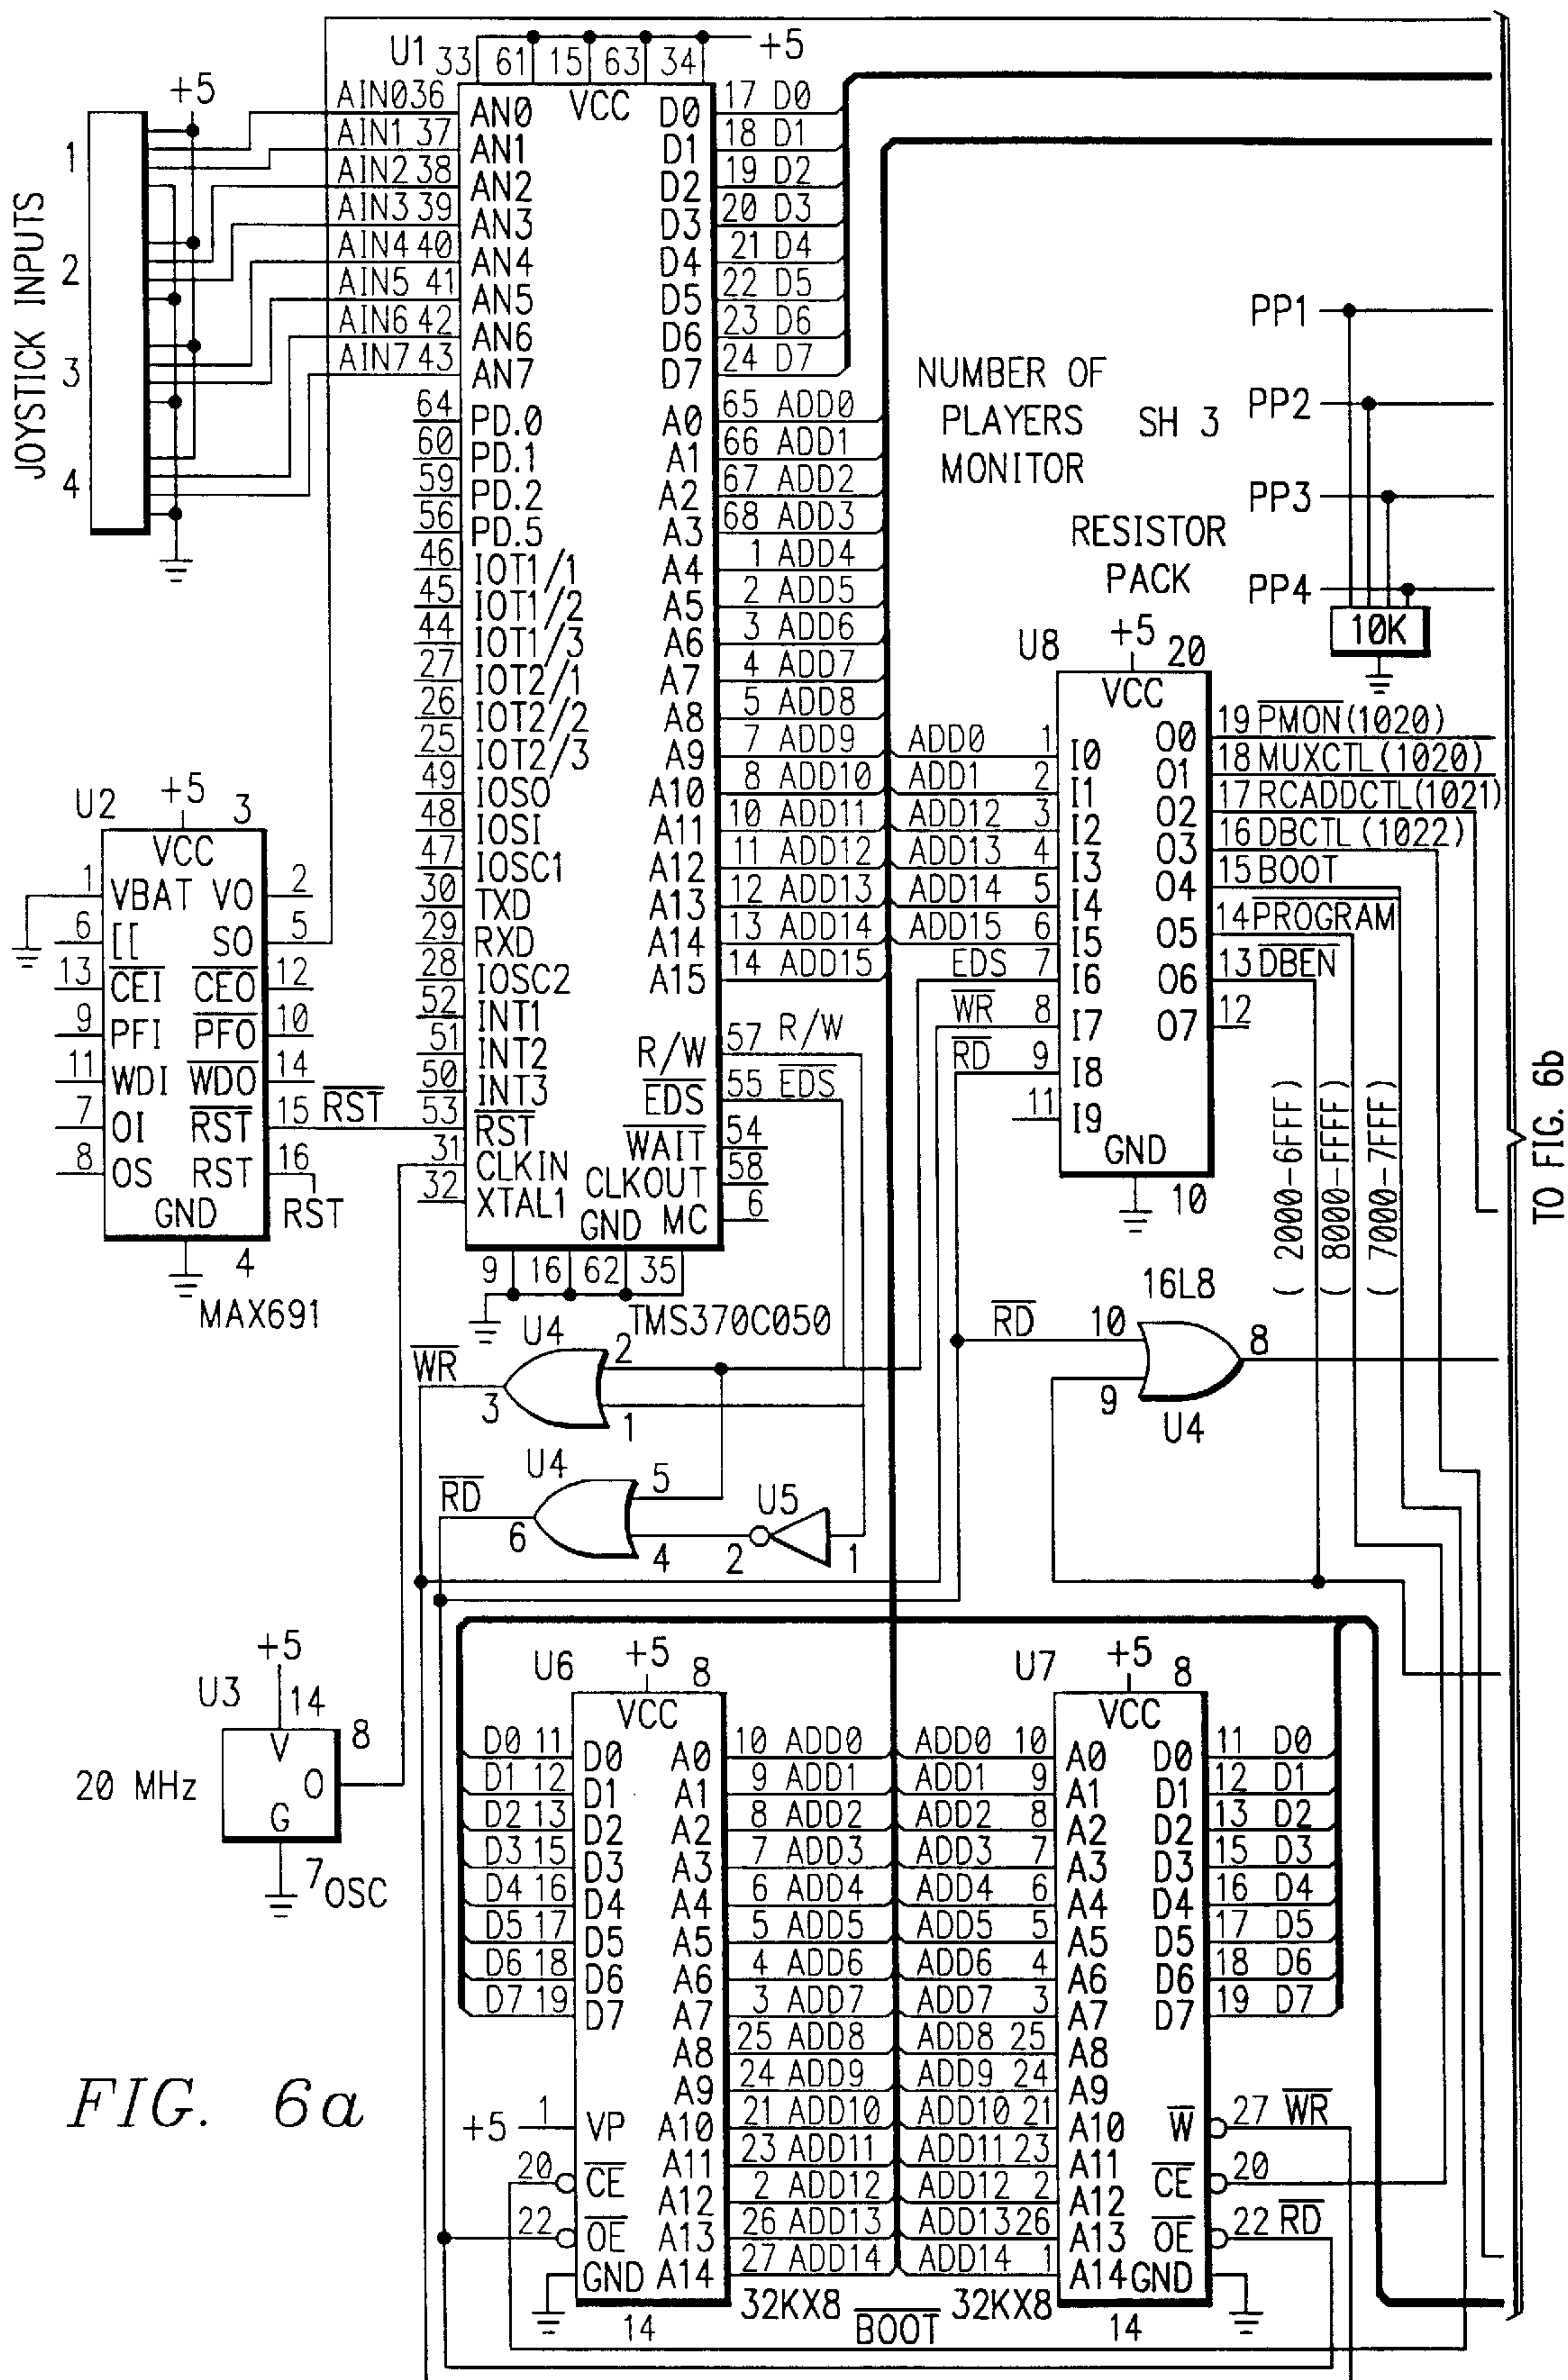 U1
33 61 15 63 34
+5
VCC
JOYSTICK INPUTS
+5
1
2
3
4
AIN0 36 AN0 D0 17 D0
AIN1 37 AN1 D1 18 D1
AIN2 38 AN2 D2 19 D2
AIN3 39 AN3 D3 20 D3
AIN4 40 AN4 D4 21 D4
AIN5 41 AN5 D5 22 D5
AIN6 42 AN6 D6 23 D6
AIN7 43 AN7 D7 24 D7
64 PD.0 A0 65 ADD0
60 PD.1 A1 66 ADD1
59 PD.2 A2 67 ADD2
56 PD.5 A3 68 ADD3
46 IOT1/1 A4 1 ADD4
45 IOT1/2 A5 2 ADD5
44 IOT1/3 A6 3 ADD6
27 IOT2/1 A7 4 ADD7
26 IOT2/2 A8 5 ADD8
25 IOT2/3 A9 7 ADD9
49 IOSO A10 8 ADD10
48 IOSI A11 10 ADD11
47 IOSC1 A12 11 ADD12
30 TXD A13 12 ADD13
29 RXD A14 13 ADD14
28 IOSC2 A15 14 ADD15
52 INT1
51 INT2 R/W 57 R/W
50 INT3 EDS 55 EDS
53 RST WAIT 54
31 CLKIN CLKOUT 58
32 XTAL1 MC 6
GND
9 16 62 35
TMS370C050
NUMBER OF
PLAYERS SH 3
MONITOR
RESISTOR
PACK
PP1
PP2
PP3
PP4
10K
U2 +5 3
VCC
1 VBAT VO 2
6 [[ SO 5
13 CEI CEO 12
9 PFI PFO 10
11 WDI WDO 14
7 OI RST 15 RST
8 OS RST 16
RST
GND
4
MAX691
U8 +5 20
VCC
ADD0 1 I0 O0 19 PMON(1020)
ADD1 2 I1 O1 18 MUXCTL(1020)
ADD12 3 I2 O2 17 RCADDCTL(1021)
ADD13 4 I3 O3 16 DBCTL(1022)
ADD14 5 I4 O4 15 BOOT
ADD15 6 I5 O5 14 PROGRAM
EDS 7 I6 O6 13 DBEN
WR 8 I7 O7 12
RD 9 I8
11 I9
GND
10
16L8
( 2000-6FFF )
( 8000-FFFF )
( 7000-7FFF )
TO FIG. 6b
WR 3 U4 2 1
RD 6 U4 5 4
U5 2 1
RD 10 9 8 U4
U3 +5 14
V
O 8
G
7
OSC
20 MHz
U6 +5 8
VCC
D0 11 D0 A0 10 ADD0
D1 12 D1 A1 9 ADD1
D2 13 D2 A2 8 ADD2
D3 15 D3 A3 7 ADD3
D4 16 D4 A4 6 ADD4
D5 17 D5 A5 5 ADD5
D6 18 D6 A6 4 ADD6
D7 19 D7 A7 3 ADD7
A8 25 ADD8
A9 24 ADD9
+5 1 VP A10 21 ADD10
A11 23 ADD11
20 CE A12 2 ADD12
22 OE A13 26 ADD13
GND A14 27 ADD14
14
32KX8
BOOT
U7 +5 8
VCC
ADD0 10 A0 D0 11 D0
ADD1 9 A1 D1 12 D1
ADD2 8 A2 D2 13 D2
ADD3 7 A3 D3 15 D3
ADD4 6 A4 D4 16 D4
ADD5 5 A5 D5 17 D5
ADD6 4 A6 D6 18 D6
ADD7 3 A7 D7 19 D7
ADD8 25 A8
ADD9 24 A9
ADD10 21 A10 W 27 WR
ADD11 23 A11
ADD12 2 A12 CE 20
ADD13 26 A13 OE 22 RD
ADD14 1 A14 GND
14
32KX8
FIG. 6a